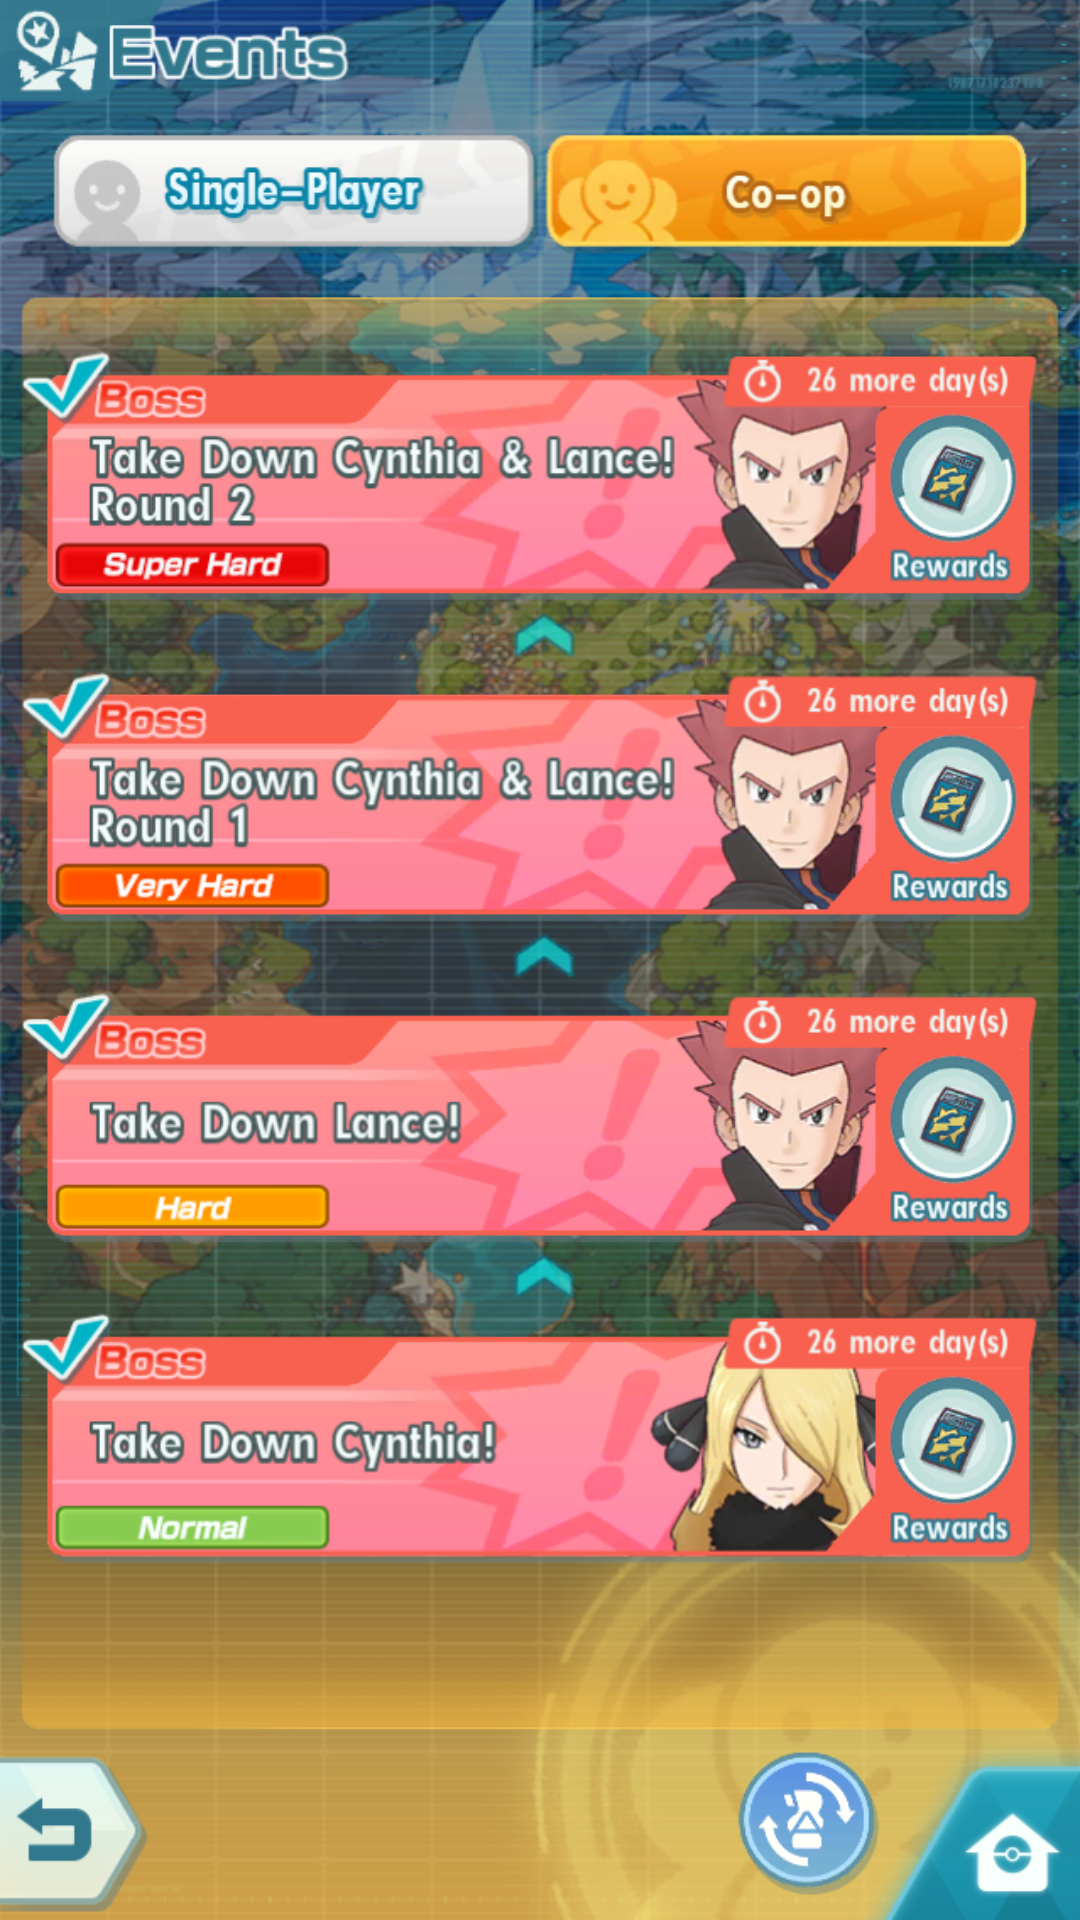 Events
Single-Player
Co-op
26 more day(s)
Boss
Take Down Cynthia & Lance!
Round 2
Super Hard
Rewards
26 more day(s)
Boss
Take Down Cynthia & Lance!
Round 1
Very Hard
Rewards
26 more day(s)
Boss
Take Down Lance!
Hard
Rewards
26 more day(s)
Boss
Take Down Cynthia!
Normal
Rewards